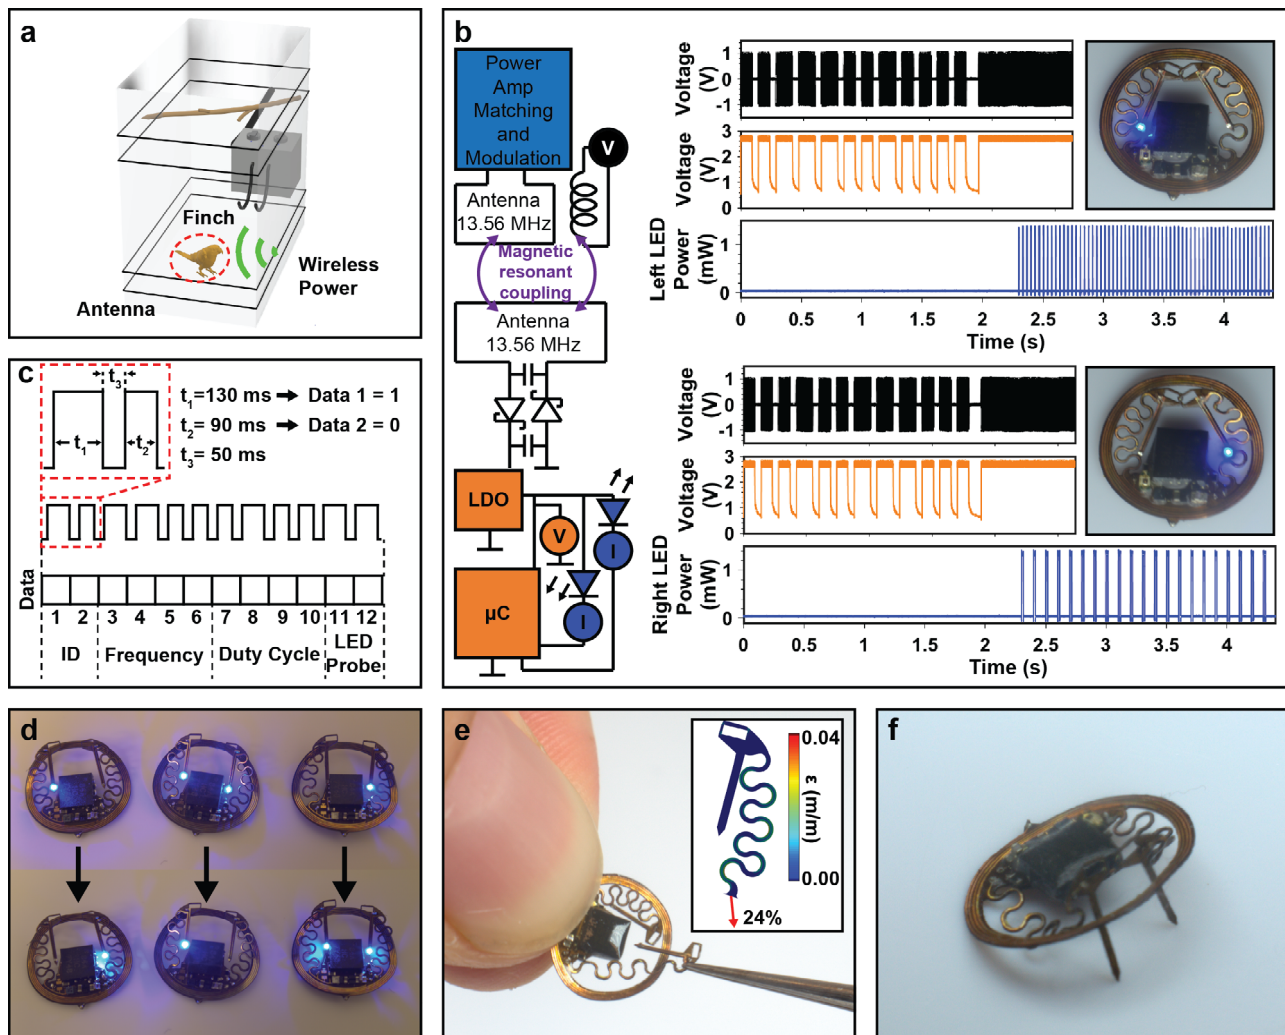 a
Finch
Wireless
Power
Antenna
b
Power
Amp
Matching
and
Modulation
V
Antenna
13.56 MHz
Magnetic
resonant
coupling
Antenna
13.56 MHz
LDO
V
I
I
µC
Voltage
(V)
1
0
-1
Voltage
(V)
3
2
1
0
Left LED
Power
(mW)
1
0
0 0.5 1 1.5 2 2.5 3 3.5 4
Time (s)
Voltage
(V)
1
0
-1
Voltage
(V)
3
2
1
0
Right LED
Power
(mW)
1
0
0 0.5 1 1.5 2 2.5 3 3.5 4
Time (s)
c
t3
t1 t2
t1=130 ms → Data 1 = 1
t2= 90 ms → Data 2 = 0
t3= 50 ms
Data
1 2 3 4 5 6 7 8 9 10 11 12
ID Frequency Duty Cycle LED
Probe
d
e
0.04
ε (m/m)
0.00
24%
f